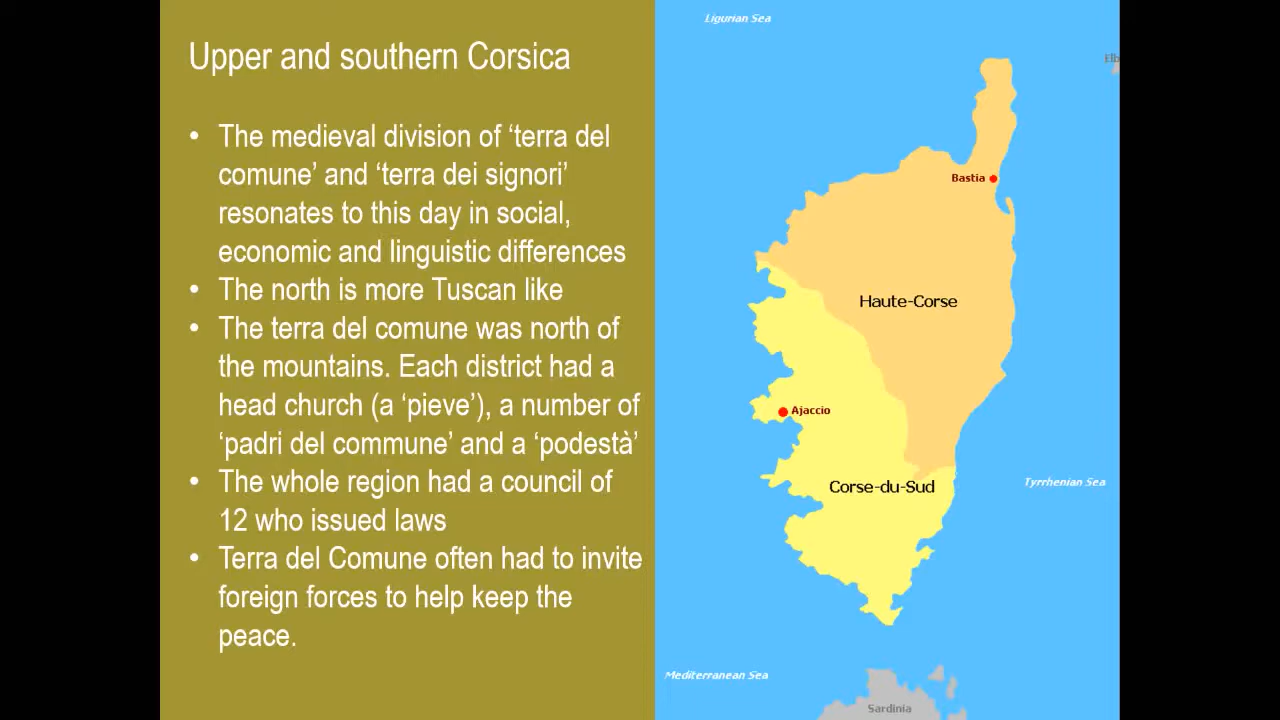 Upper and southern Corsica
• The medieval division of ‘terra del
comune’ and ‘terra dei signori’
resonates to this day in social,
economic and linguistic differences
• The north is more Tuscan like
• The terra del comune was north of
the mountains. Each district had a
head church (a ‘pieve’), a number of
‘padri del commune’ and a ‘podestà’
• The whole region had a council of
12 who issued laws
• Terra del Comune often had to invite
foreign forces to help keep the
peace.
Ligurian Sea
Elb
Bastia
Haute-Corse
Ajaccio
Corse-du-Sud
Tyrrhenian Sea
Mediterranean Sea
Sardinia